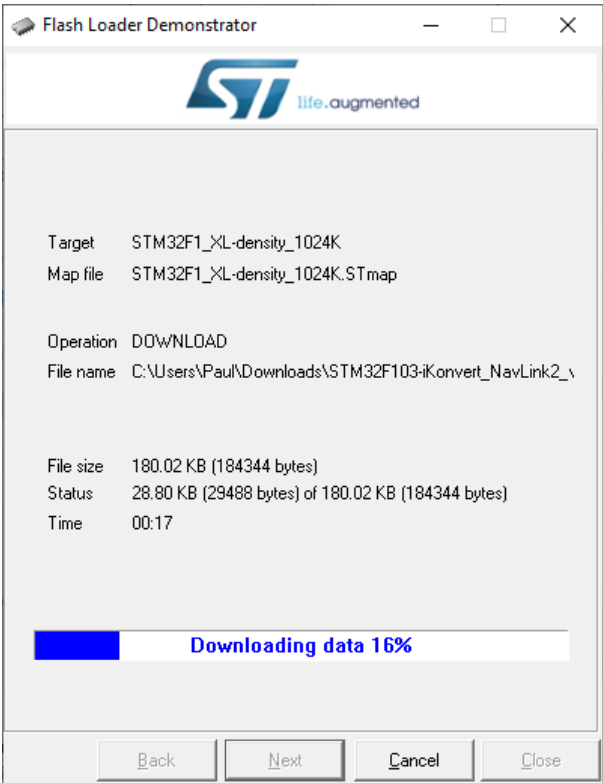 Flash Loader Demonstrator
ST
life.augmented
Target STM32F1_XL-density_1024K
Map file STM32F1_XL-density_1024K.STmap
Operation DOWNLOAD
File name C:\Users\Paul\Downloads\STM32F103-iKonvert_NavLink2_\
File size 180.02 KB (184344 bytes)
Status 28.80 KB (29488 bytes) of 180.02 KB (184344 bytes)
Time 00:17
Downloading data 16%
Back Next Cancel Close